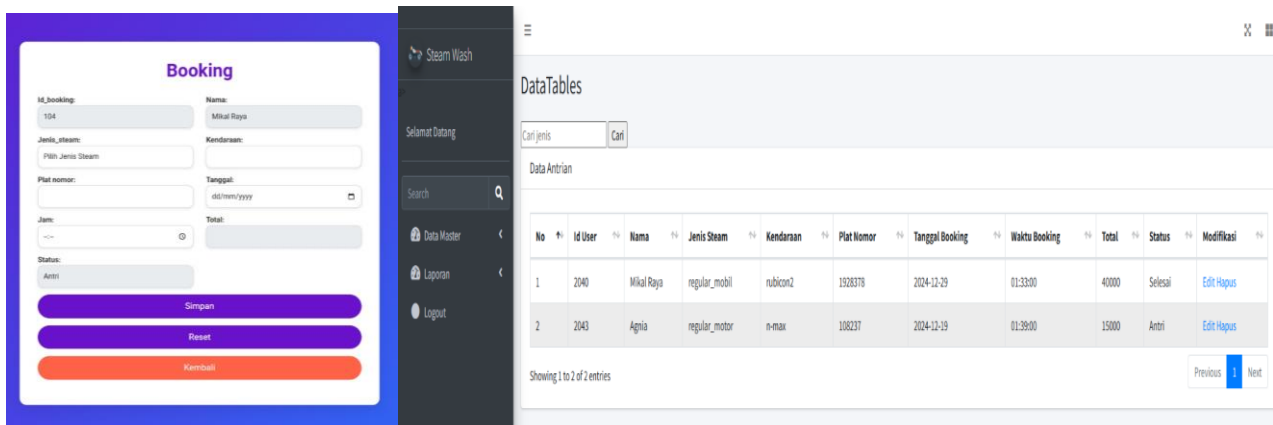 Booking
Id_booking: Nama:
104 Mikal Raya
Jenis_steam: Kendaraan:
Pilih Jenis Steam
Plat nomor: Tanggal:
dd/mm/yyyy
Jam: Total:
--:--
Status:
Antri
Simpan
Reset
Kembali
Steam Wash
Selamat Datang
Search
Data Master
Laporan
Logout
DataTables
Cari jenis Cari
Data Antrian
No Id User Nama Jenis Steam Kendaraan Plat Nomor Tanggal Booking Waktu Booking Total Status Modifikasi
1 2040 Mikal Raya regular_mobil rubicon2 1928378 2024-12-29 01:33:00 40000 Selesai Edit Hapus
2 2043 Agnia regular_motor n-max 108237 2024-12-19 01:39:00 15000 Antri Edit Hapus
Showing 1 to 2 of 2 entries
Previous 1 Next